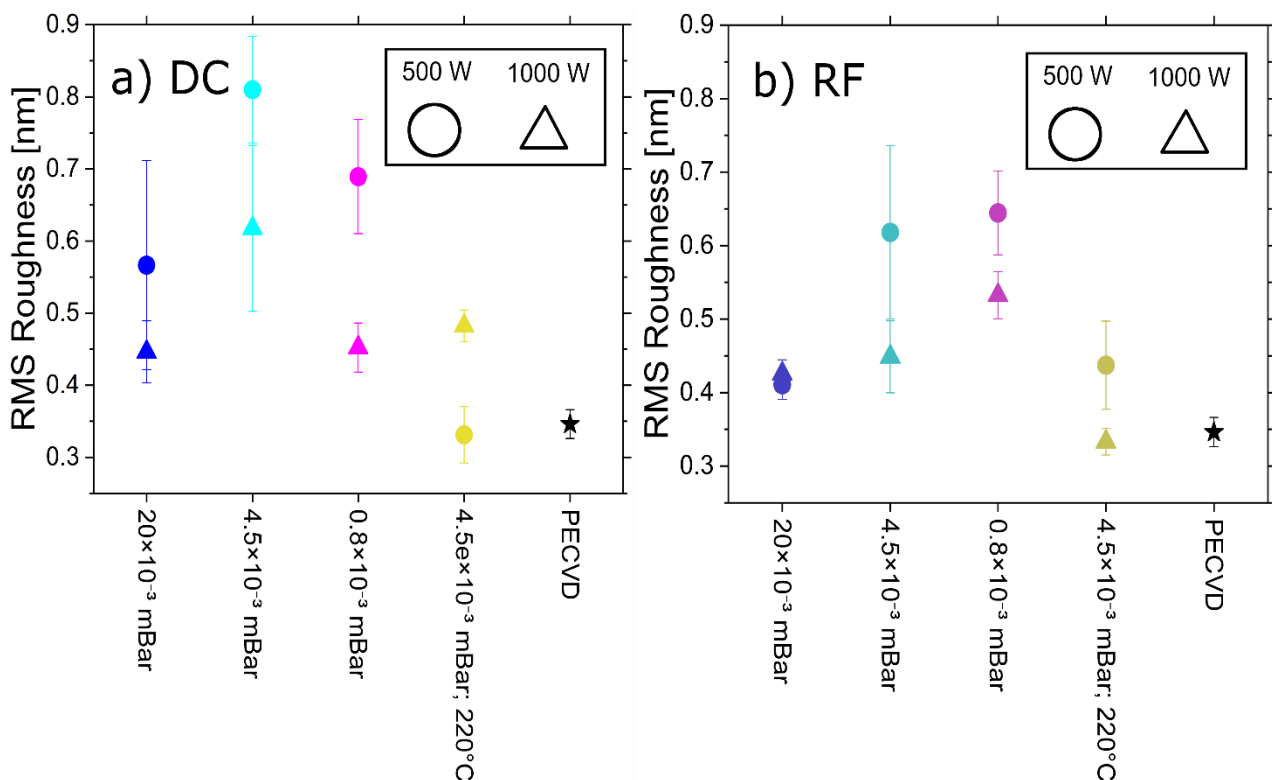 a) DC
500 W 1000 W
RMS Roughness [nm]
0.9
0.8
0.7
0.6
0.5
0.4
0.3
20×10⁻³ mBar
4.5×10⁻³ mBar
0.8×10⁻³ mBar
4.5e×10⁻³ mBar; 220°C
PECVD
b) RF
500 W 1000 W
RMS Roughness [nm]
0.9
0.8
0.7
0.6
0.5
0.4
0.3
20×10⁻³ mBar
4.5×10⁻³ mBar
0.8×10⁻³ mBar
4.5×10⁻³ mBar; 220°C
PECVD